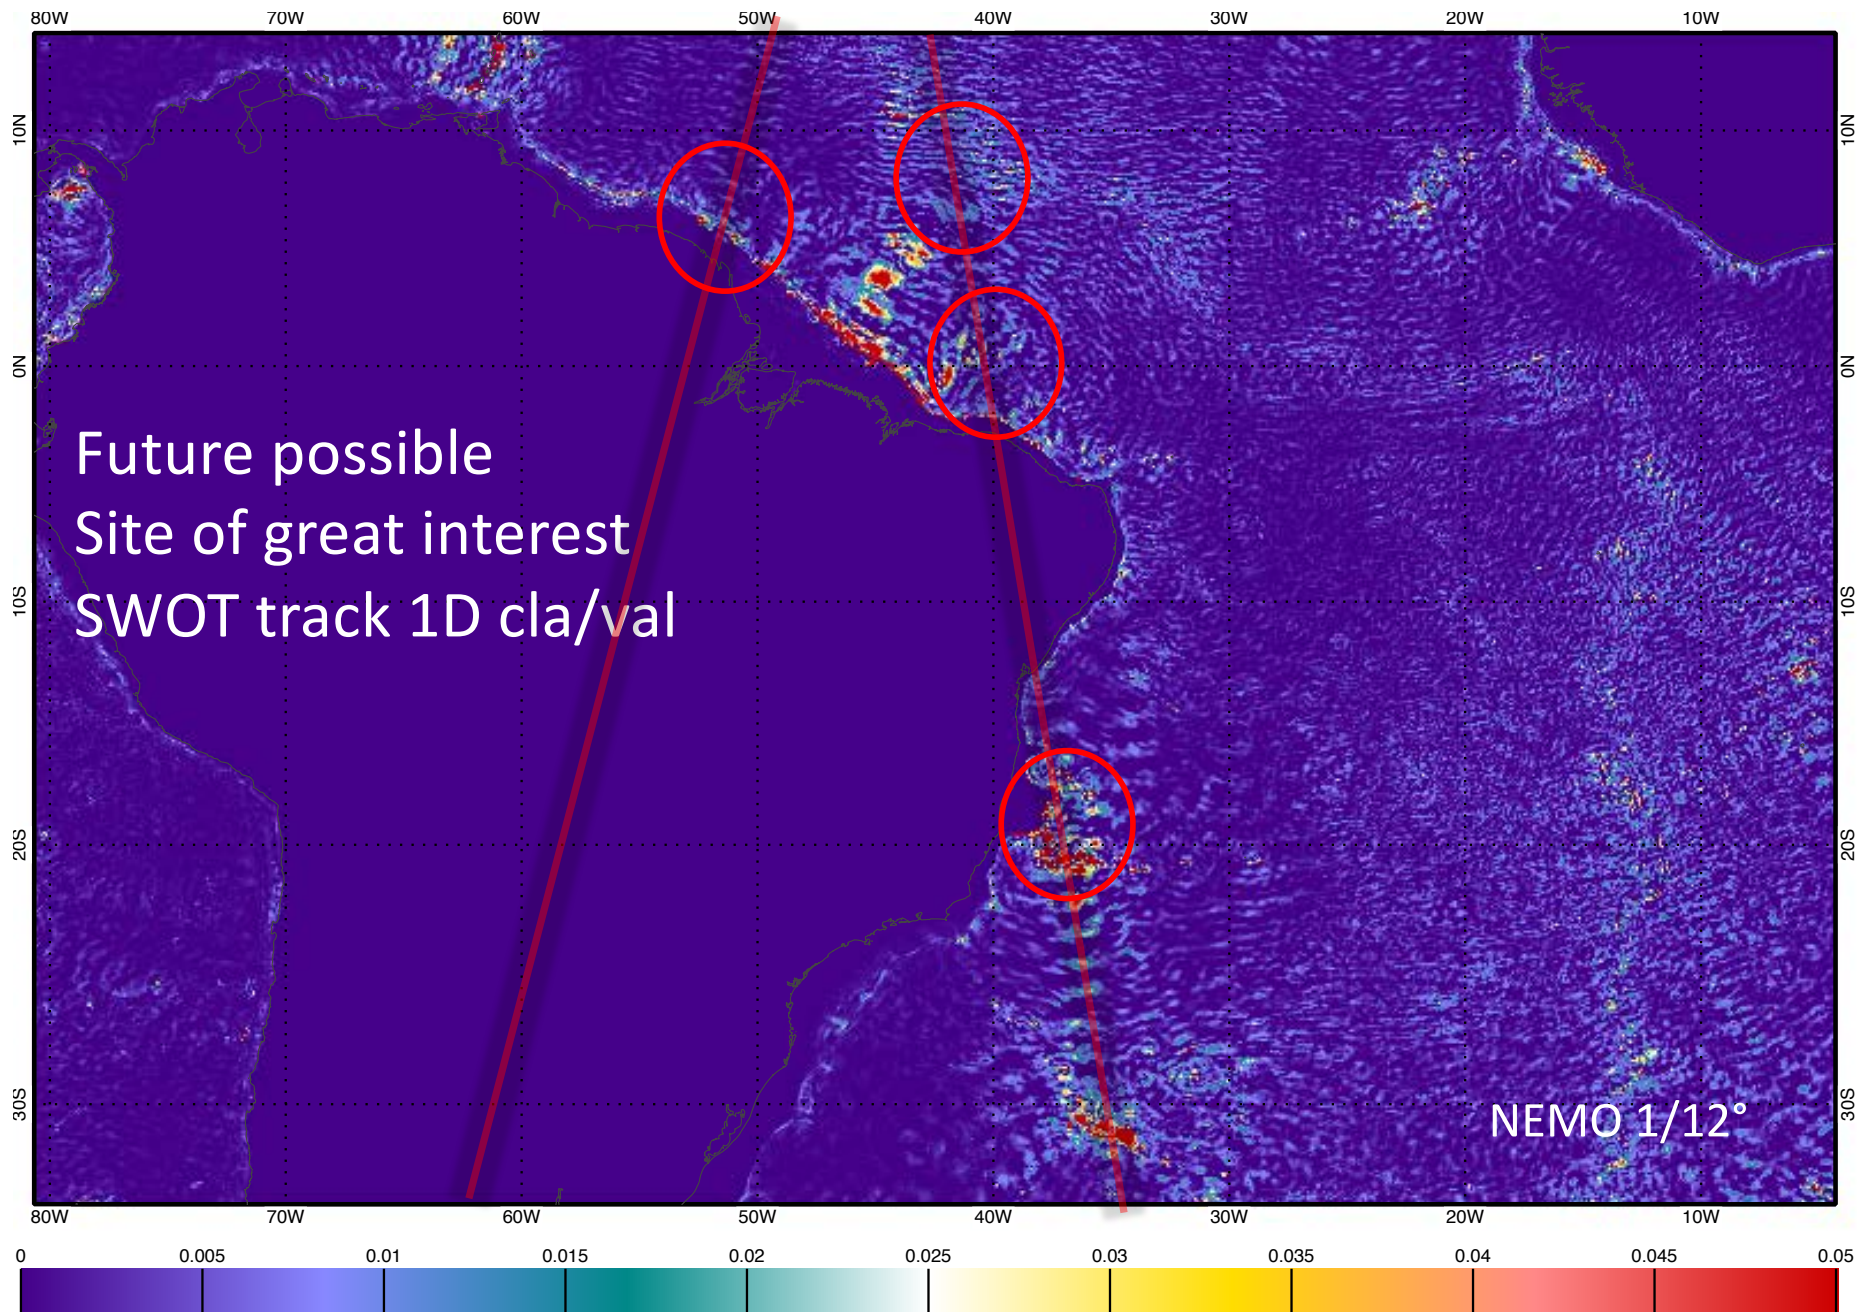 80W 70W 60W 50W 40W 30W 20W 10W
10N 10N
0N 0N
Future possible
Site of great interest
SWOT track 1D cla/val
10S 10S
20S 20S
30S 30S
NEMO 1/12°
80W 70W 60W 50W 40W 30W 20W 10W
0 0.005 0.01 0.015 0.02 0.025 0.03 0.035 0.04 0.045 0.05